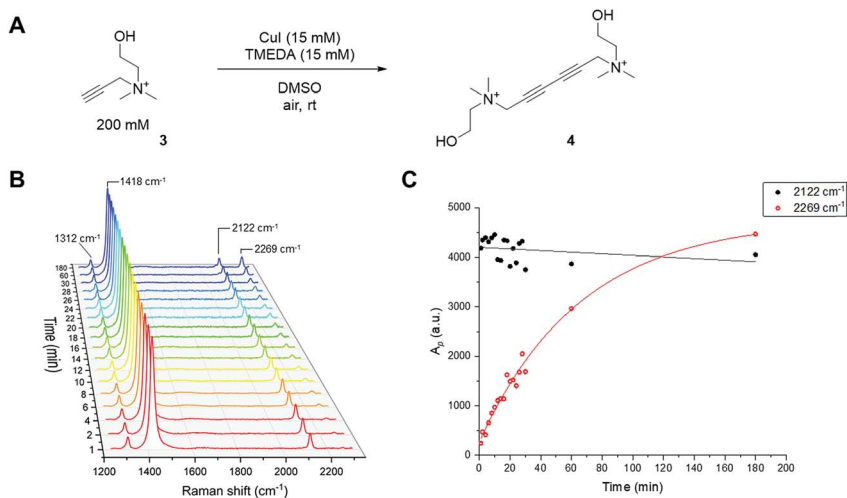 A
OH
N+
200 mM
3
CuI (15 mM)
TMEDA (15 mM)
DMSO
air, rt
OH
N+
N+
HO
4
B
1418 cm-1
1312 cm-1
2122 cm-1
2269 cm-1
180
60
30
28
26
24
22
20
18
16
14
12
10
8
6
4
2
1
Time (min)
1200 1400 1600 1800 2000 2200
Raman shift (cm-1)
C
2122 cm-1
2269 cm-1
5000
4000
3000
2000
1000
0
Ap (a.u.)
0 20 40 60 80 100 120 140 160 180 200
Time (min)